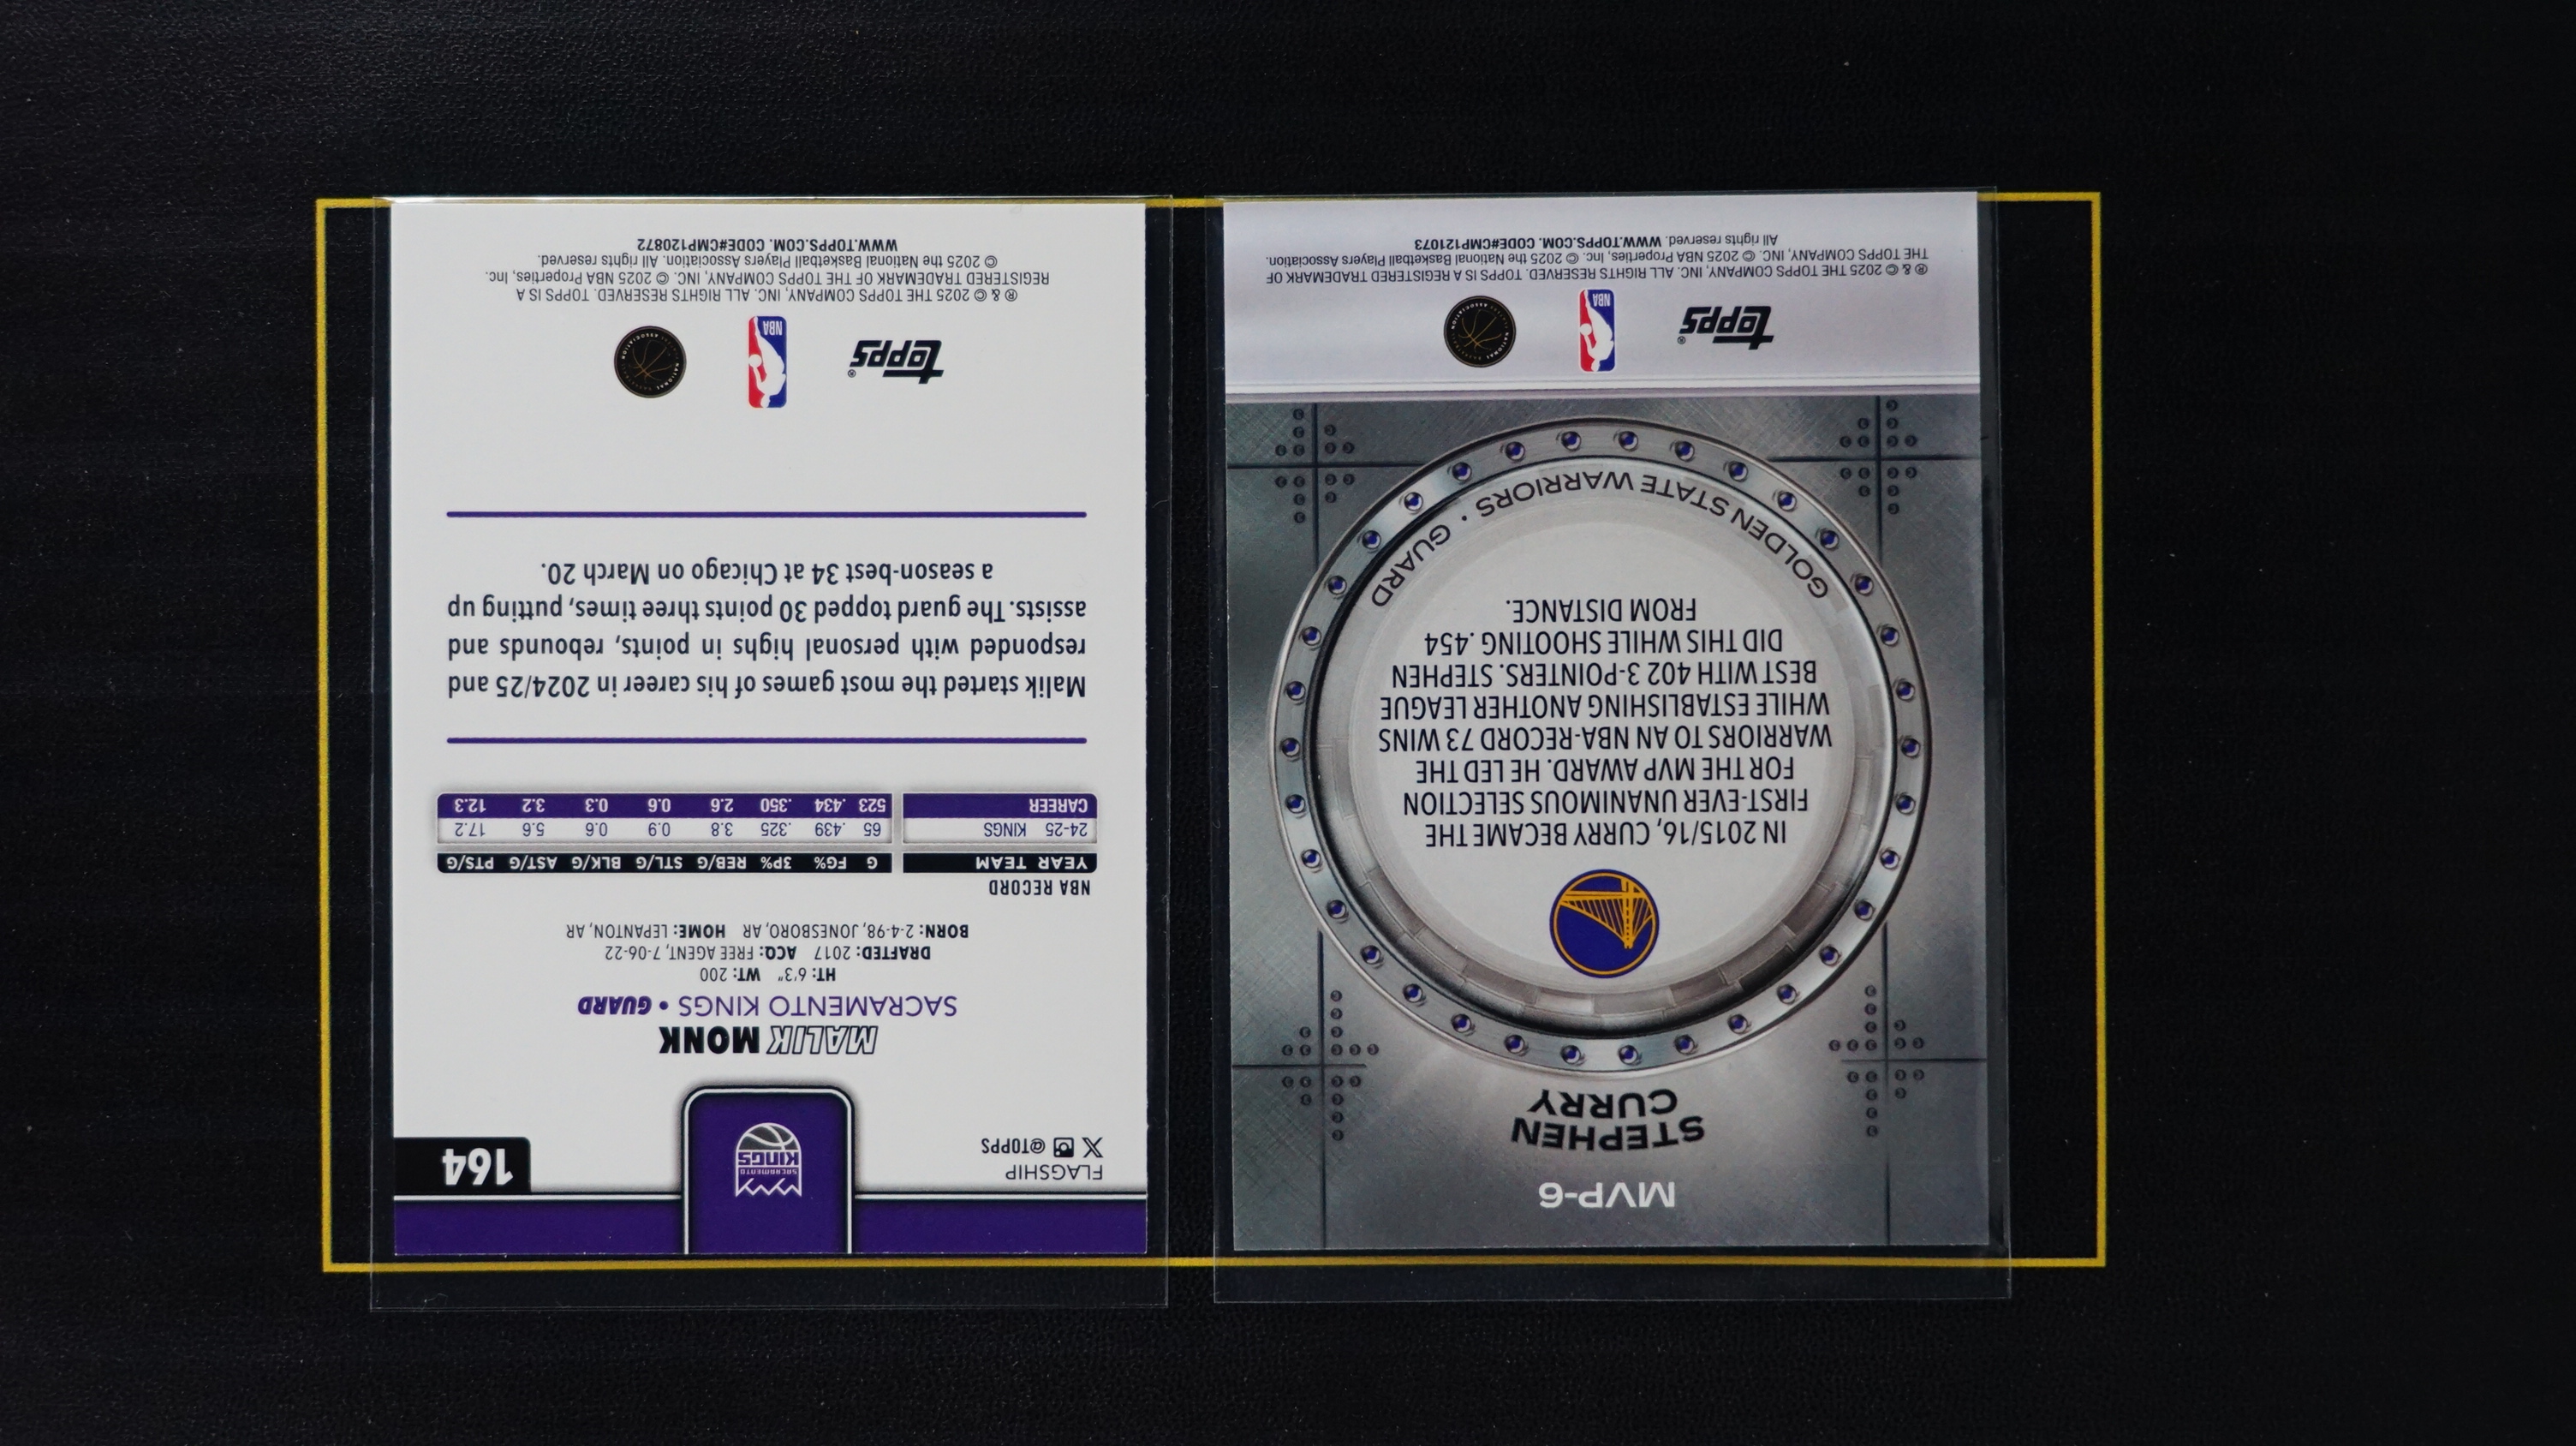 FLAGSHIP
@TOPPS
164
SACRAMENTO
KINGS
MALIK MONK
SACRAMENTO KINGS • GUARD
HT: 6'3" WT: 200
DRAFTED: 2017 ACQ: FREE AGENT, 7-06-22
BORN: 2-4-98, JONESBORO, AR HOME: LEPANTO, AR
NBA RECORD
YEAR TEAM G FG% 3P% REB/G STL/G BLK/G AST/G PTS/G
24-25 KINGS 65 .439 .325 3.8 0.9 0.6 5.6 17.2
CAREER 523 .434 .350 2.6 0.6 0.3 3.2 12.3
Malik started the most games of his career in 2024/25 and
responded with personal highs in points, rebounds and
assists. The guard topped 30 points three times, putting up
a season-best 34 at Chicago on March 20.
topps®
NBA
® & © 2025 THE TOPPS COMPANY, INC. ALL RIGHTS RESERVED. TOPPS IS A
REGISTERED TRADEMARK OF THE TOPPS COMPANY, INC. © 2025 NBA Properties, Inc.
© 2025 the National Basketball Players Association. All rights reserved.
WWW.TOPPS.COM. CODE#CMP120872
MVP-6
STEPHEN
CURRY
IN 2015/16, CURRY BECAME THE
FIRST-EVER UNANIMOUS SELECTION
FOR THE MVP AWARD. HE LED THE
WARRIORS TO AN NBA-RECORD 73 WINS
WHILE ESTABLISHING ANOTHER LEAGUE
BEST WITH 402 3-POINTERS. STEPHEN
DID THIS WHILE SHOOTING .454
FROM DISTANCE.
GOLDEN STATE WARRIORS • GUARD
topps®
NBA
® & © 2025 THE TOPPS COMPANY, INC. ALL RIGHTS RESERVED. TOPPS IS A REGISTERED TRADEMARK OF
THE TOPPS COMPANY, INC. © 2025 NBA Properties, Inc. © 2025 the National Basketball Players Association.
All rights reserved. WWW.TOPPS.COM. CODE#CMP121073